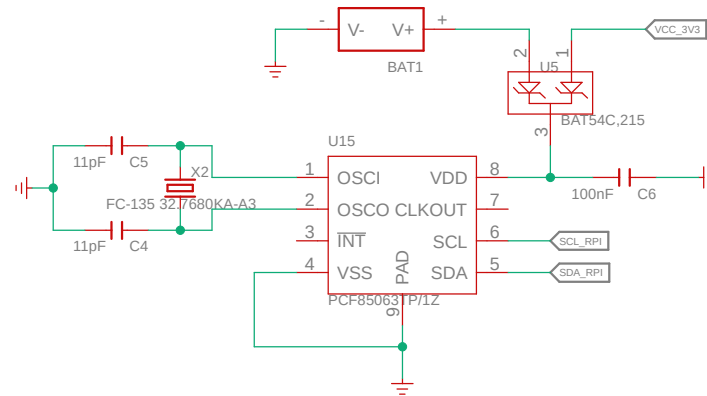 - V- V+ +
BAT1
VCC_3V3
2 1
U5
BAT54C,215
3
U15
11pF C5
X2
FC-135 32.7680KA-A3
11pF C4
1 OSCI VDD 8
2 OSCO CLKOUT 7
3 INT SCL 6
4 VSS PAD SDA 5
PCF85063TP/1Z
9
100nF C6
SCL_RPI
SDA_RPI